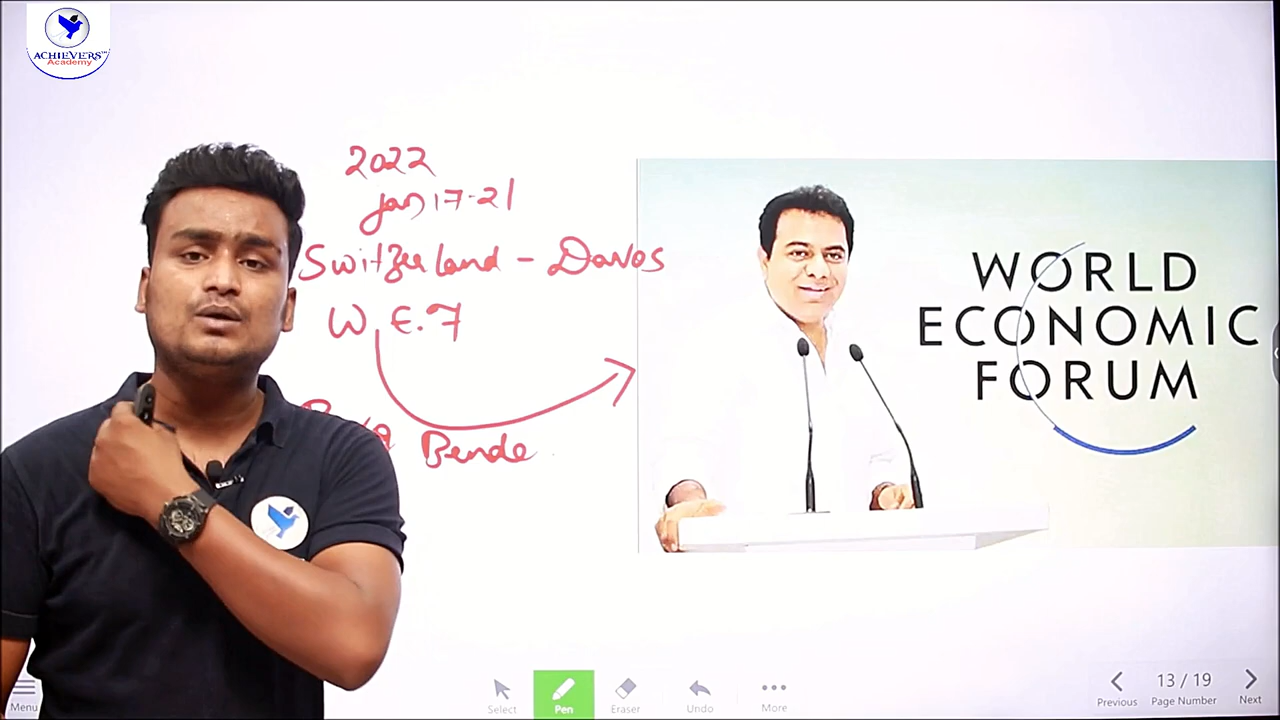 ACHIEVERS™
Academy
2022
Jan 17-21
Switzerland - Davos
W.E.F
Bende
WORLD
ECONOMIC
FORUM
Menu
Select
Pen
Eraser
Undo
More
Previous
13 / 19
Page Number
Next